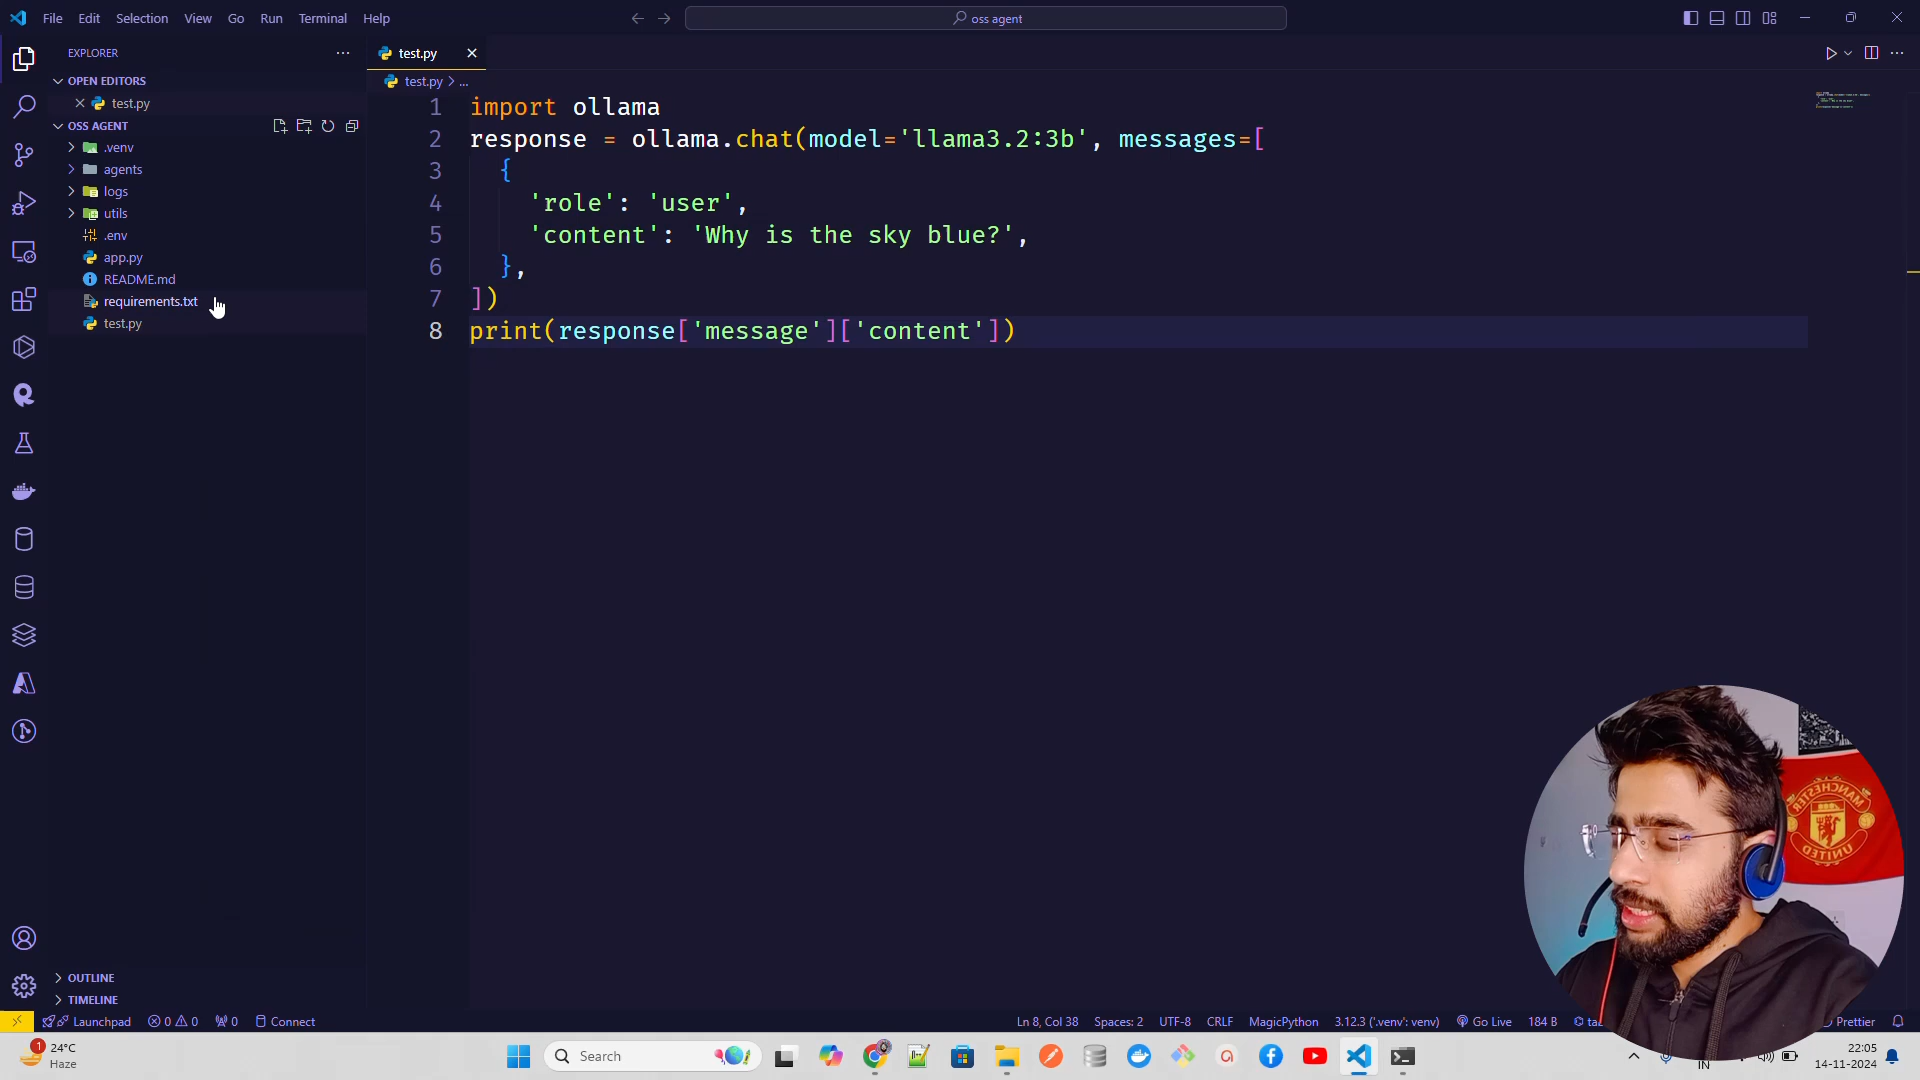 File Edit Selection View Go Run Terminal Help
oss agent
EXPLORER
OPEN EDITORS
test.py
OSS AGENT
.venv
agents
logs
utils
.env
app.py
README.md
requirements.txt
test.py
OUTLINE
TIMELINE
test.py
test.py > ...
1 import ollama
2 response = ollama.chat(model='llama3.2:3b', messages=[
3 {
4 'role': 'user',
5 'content': 'Why is the sky blue?',
6 },
7 ])
8 print(response['message']['content'])
MANCHESTER
UNITED
Launchpad 0 0 0 Connect
Ln 8, Col 38 Spaces: 2 UTF-8 CRLF MagicPython 3.12.3 ('.venv': venv) Go Live 184 B Prettier
1
24°C
Haze
Search
IN
22:05
14-11-2024